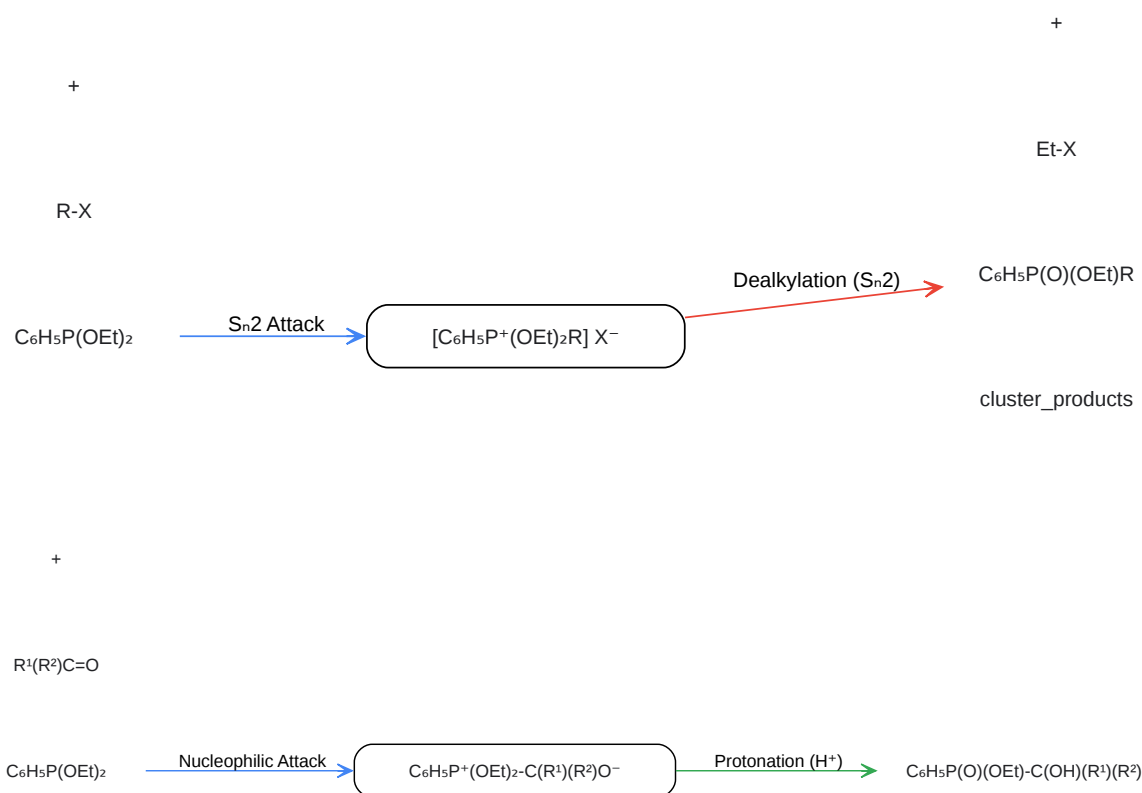 +
+
Et-X
R-X
C₆H₅P(O)(OEt)R
Dealkylation (Sₙ2)
Sₙ2 Attack
C₆H₅P(OEt)₂
[C₆H₅P⁺(OEt)₂R] X⁻
cluster_products
+
R¹(R²)C=O
Nucleophilic Attack
Protonation (H⁺)
C₆H₅P(OEt)₂
C₆H₅P⁺(OEt)₂-C(R¹)(R²)O⁻
C₆H₅P(O)(OEt)-C(OH)(R¹)(R²)